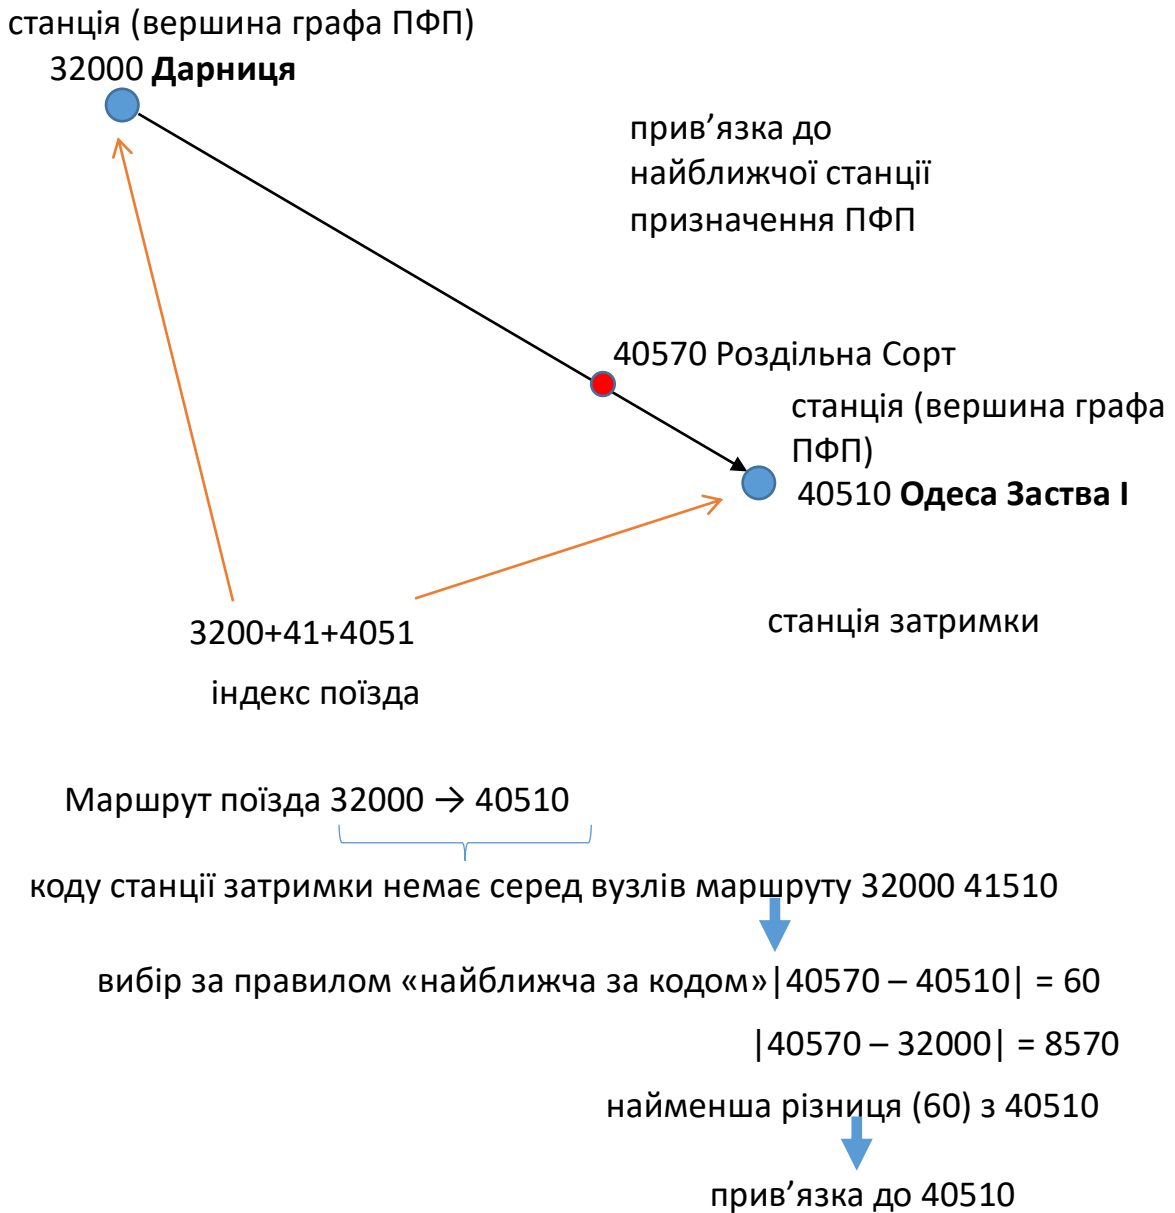 станція (вершина графа ПФП)
32000 Дарниця
прив’язка до
найближчої станції
призначення ПФП
40570 Роздільна Сорт
станція (вершина графа
ПФП)
40510 Одеса Заства І
3200+41+4051
індекс поїзда
станція затримки
Маршрут поїзда 32000 → 40510
коду станції затримки немає серед вузлів маршруту 32000 41510
вибір за правилом «найближча за кодом» |40570 – 40510| = 60
|40570 – 32000| = 8570
найменша різниця (60) з 40510
прив’язка до 40510